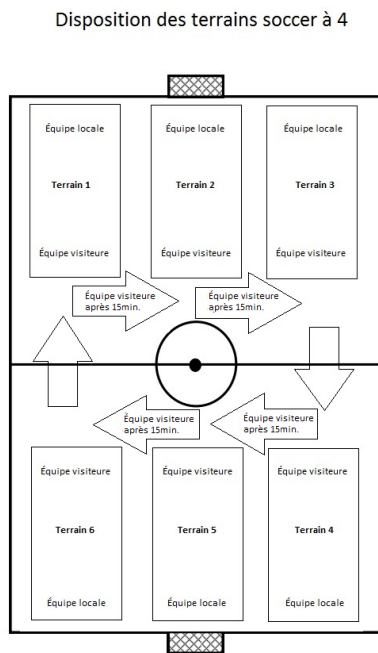 Disposition des terrains soccer à 4
Équipe locale
Équipe locale
Équipe locale
Terrain 1
Terrain 2
Terrain 3
Équipe visiteure
Équipe visiteure
Équipe visiteure
Équipe visiteure
après 15min.
Équipe visiteure
après 15min.
Équipe visiteure
après 15min.
Équipe visiteure
après 15min.
Équipe visiteure
Équipe visiteure
Équipe visiteure
Terrain 6
Terrain 5
Terrain 4
Équipe locale
Équipe locale
Équipe locale